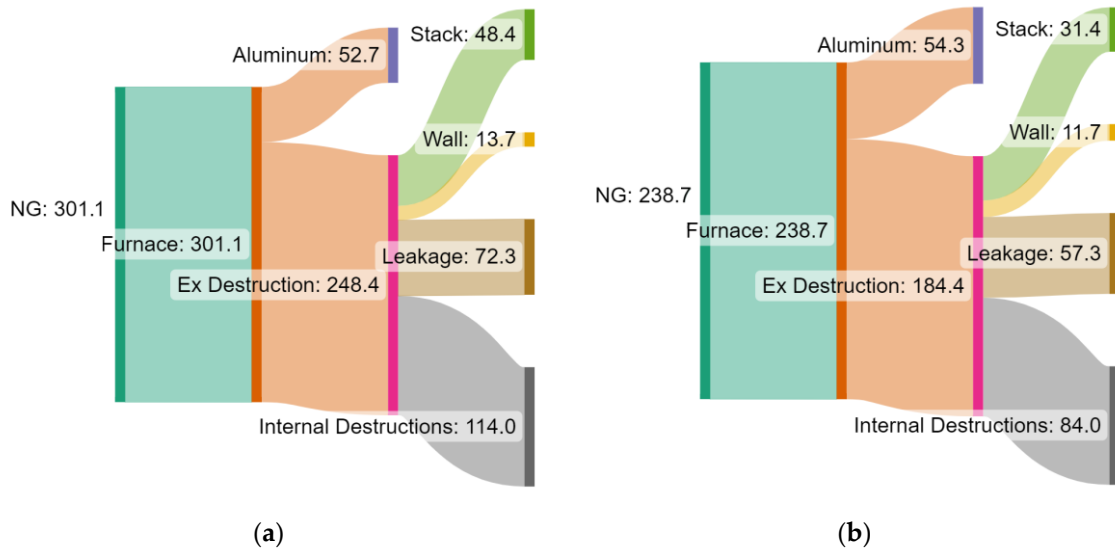 Aluminum: 52.7
Stack: 48.4
Wall: 13.7
NG: 301.1
Furnace: 301.1
Leakage: 72.3
Ex Destruction: 248.4
Internal Destructions: 114.0
(a)
Aluminum: 54.3
Stack: 31.4
Wall: 11.7
NG: 238.7
Furnace: 238.7
Leakage: 57.3
Ex Destruction: 184.4
Internal Destructions: 84.0
(b)